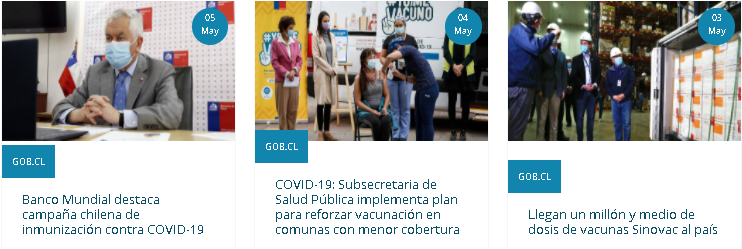 05
May
GOB.CL
Banco Mundial destaca
campaña chilena de
inmunización contra COVID-19
04
May
VACUNO
GOB.CL
COVID-19: Subsecretaria de
Salud Pública implementa plan
para reforzar vacunación en
comunas con menor cobertura
03
May
GOB.CL
Llegan un millón y medio de
dosis de vacunas Sinovac al país